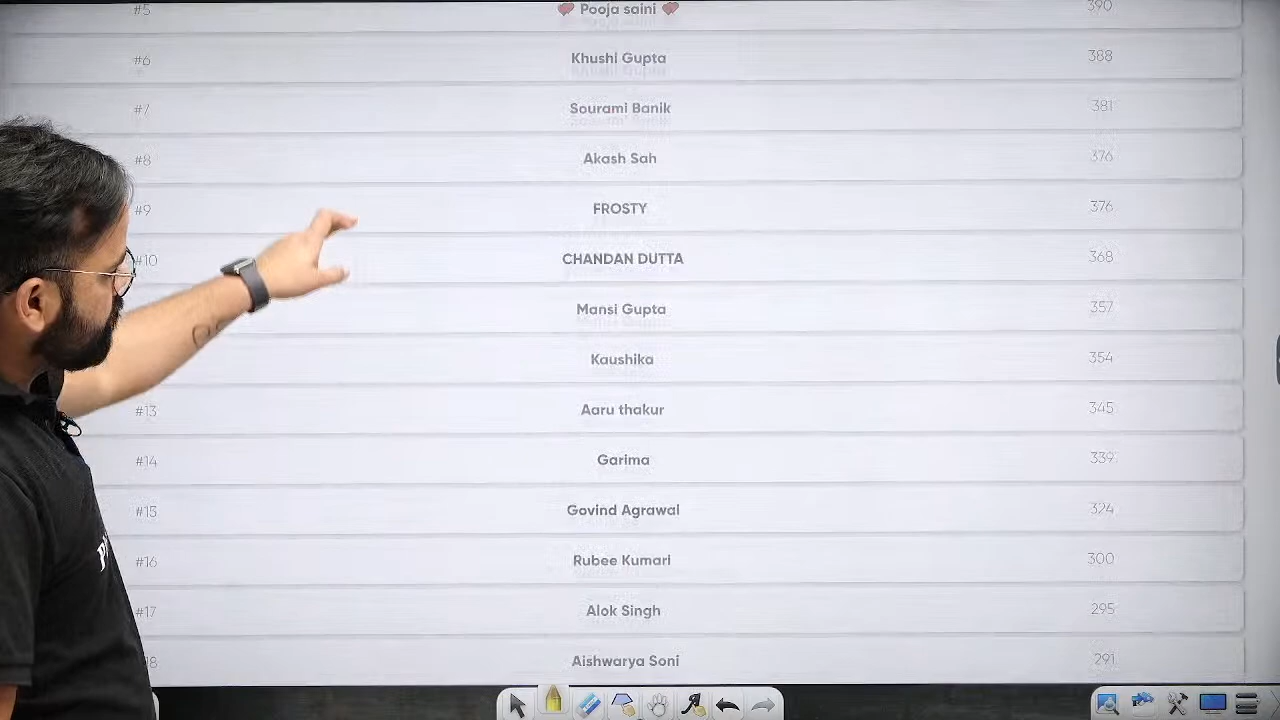 #5 ❤ Pooja saini ❤ 390
#6 Khushi Gupta 388
#7 Sourami Banik 381
#8 Akash Sah 376
#9 FROSTY 376
#10 CHANDAN DUTTA 368
Mansi Gupta 357
Kaushika 354
#13 Aaru thakur 345
#14 Garima 339
#15 Govind Agrawal 324
#16 Rubee Kumari 300
#17 Alok Singh 295
18 Aishwarya Soni 291